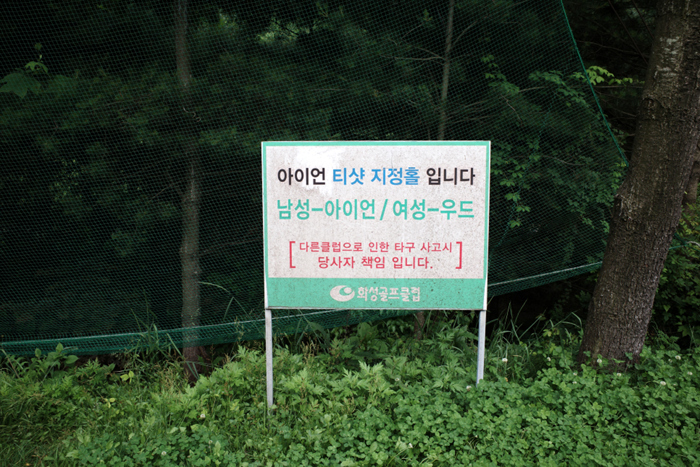 아이언 티샷 지정홀 입니다
남성-아이언 / 여성-우드
[ 다른클럽으로 인한 타구 사고시
당사자 책임 입니다. ]
화성골프클럽